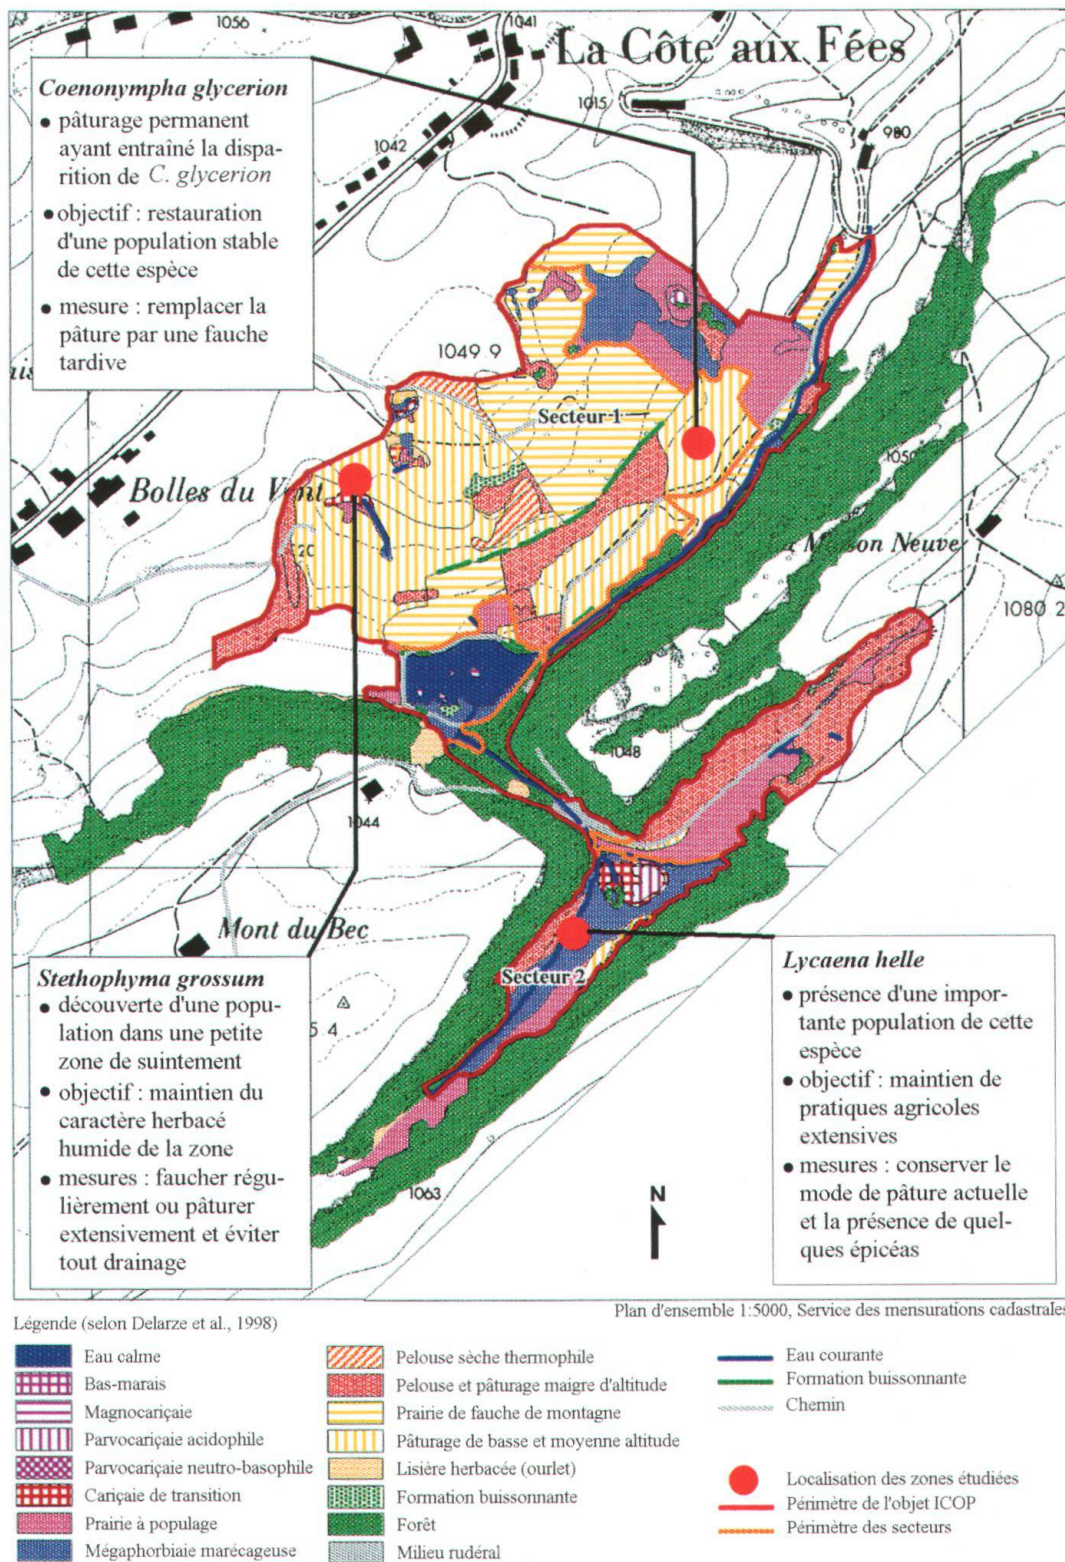 1056
1041
La Côte aux Fées
1015
980
1042
Coenonympha glycerion
• pâturage permanent
ayant entraîné la dispa-
rition de C. glycerion
• objectif : restauration
d'une population stable
de cette espèce
• mesure : remplacer la
pâture par une fauche
tardive
1049 9
Secteur 1
Bolles du Vent
20
1050
Maison Neuve
1080 2
1048
1044
Mont du Bec
Secteur 2
5 4
1063
Stethophyma grossum
• découverte d'une popu-
lation dans une petite
zone de suintement
• objectif : maintien du
caractère herbacé
humide de la zone
• mesures : faucher régu-
lièrement ou pâturer
extensivement et éviter
tout drainage
Lycaena helle
• présence d'une impor-
tante population de cette
espèce
• objectif : maintien de
pratiques agricoles
extensives
• mesures : conserver le
mode de pâture actuelle
et la présence de quel-
ques épicéas
N
Plan d'ensemble 1:5000, Service des mensurations cadastrales
Légende (selon Delarze et al., 1998)
Eau calme
Bas-marais
Magnocariçaie
Parvocariçaie acidophile
Parvocariçaie neutro-basophile
Cariçaie de transition
Prairie à populage
Mégaphorbiaie marécageuse
Pelouse sèche thermophile
Pelouse et pâturage maigre d'altitude
Prairie de fauche de montagne
Pâturage de basse et moyenne altitude
Lisière herbacée (ourlet)
Formation buissonnante
Forêt
Milieu rudéral
Eau courante
Formation buissonnante
Chemin
Localisation des zones étudiées
Périmètre de l'objet ICOP
Périmètre des secteurs